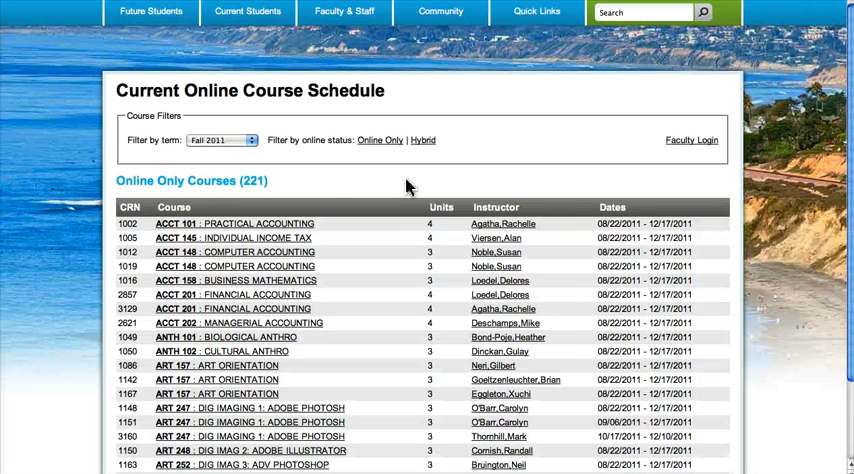 Future Students Current Students Faculty & Staff Community Quick Links Search
Current Online Course Schedule
Course Filters
Filter by term: Fall 2011 Filter by online status: Online Only | Hybrid Faculty Login
Online Only Courses (221)
CRN Course Units Instructor Dates
1002 ACCT 101 : PRACTICAL ACCOUNTING 4 Agatha,Rachelle 08/22/2011 - 12/17/2011
1005 ACCT 145 : INDIVIDUAL INCOME TAX 4 Viersen,Alan 08/22/2011 - 12/17/2011
1012 ACCT 148 : COMPUTER ACCOUNTING 3 Noble,Susan 08/22/2011 - 12/17/2011
1019 ACCT 148 : COMPUTER ACCOUNTING 3 Noble,Susan 08/22/2011 - 12/17/2011
1016 ACCT 158 : BUSINESS MATHEMATICS 3 Loedel,Delores 08/22/2011 - 12/17/2011
2857 ACCT 201 : FINANCIAL ACCOUNTING 4 Loedel,Delores 08/22/2011 - 12/17/2011
3129 ACCT 201 : FINANCIAL ACCOUNTING 4 Agatha,Rachelle 08/22/2011 - 12/17/2011
2621 ACCT 202 : MANAGERIAL ACCOUNTING 4 Deschamps,Mike 08/22/2011 - 12/17/2011
1049 ANTH 101 : BIOLOGICAL ANTHRO 3 Bond-Poje,Heather 08/22/2011 - 12/17/2011
1050 ANTH 102 : CULTURAL ANTHRO 3 Dinckan,Gulay 08/22/2011 - 12/17/2011
1086 ART 157 : ART ORIENTATION 3 Neri,Gilbert 08/22/2011 - 12/17/2011
1142 ART 157 : ART ORIENTATION 3 Goeltzenleuchter,Brian 08/22/2011 - 12/17/2011
1167 ART 157 : ART ORIENTATION 3 Eggleton,Xuchi 08/22/2011 - 12/17/2011
1148 ART 247 : DIG IMAGING 1: ADOBE PHOTOSH 3 O'Barr,Carolyn 08/22/2011 - 12/17/2011
1151 ART 247 : DIG IMAGING 1: ADOBE PHOTOSH 3 O'Barr,Carolyn 09/06/2011 - 12/17/2011
3160 ART 247 : DIG IMAGING 1: ADOBE PHOTOSH 3 Thornhill,Mark 10/17/2011 - 12/10/2011
1150 ART 248 : DIG IMAG 2: ADOBE ILLUSTRATOR 3 Cornish,Randall 08/22/2011 - 12/17/2011
1163 ART 252 : DIG IMAG 3: ADV PHOTOSHOP 3 Bruington,Neil 08/22/2011 - 12/17/2011